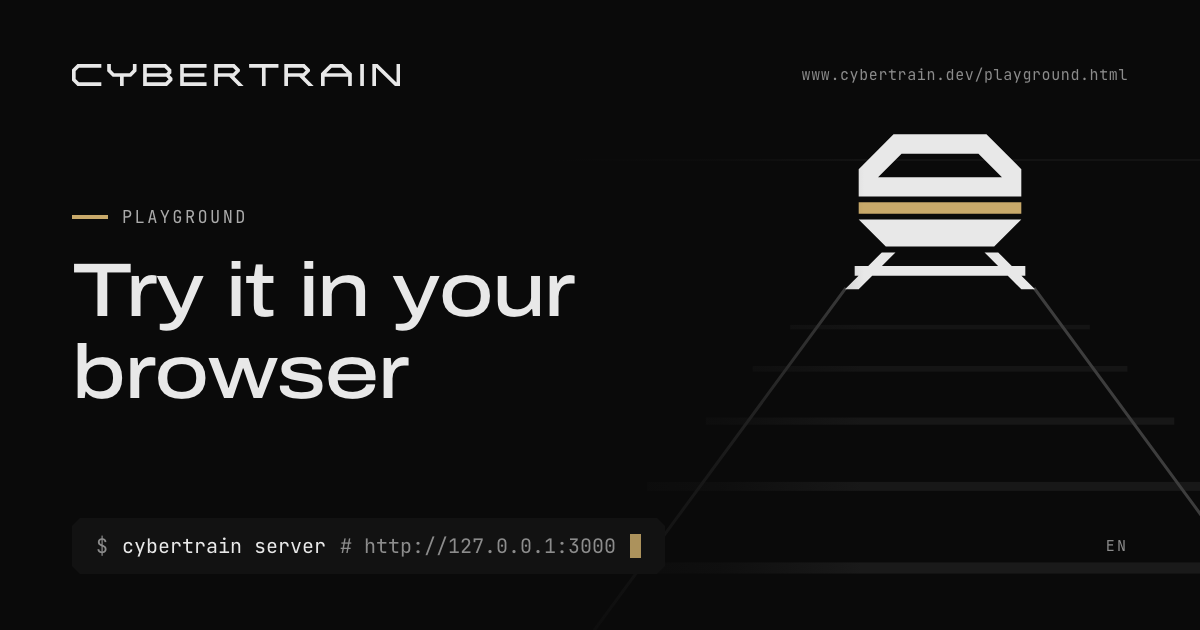 CYBERTRAIN
www.cybertrain.dev/playground.html
PLAYGROUND
Try it in your
browser
$ cybertrain server # http://127.0.0.1:3000
EN